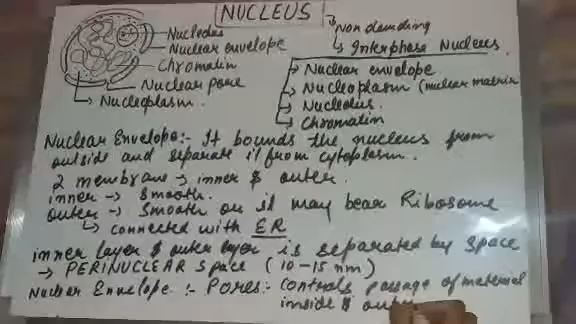 NUCLEUS
Nucleolus
Nuclear envelope
Chromatin
Nuclear pore
Nucleoplasm.
Non dividing
Interphase Nucleus.
Nuclear envelope
Nucleoplasm (nuclear matrix
Nucleolus.
Chromatin
Nuclear Envelope:- It bounds the nucleus from
outside and separate it from cytoplasm.
2 membrane → inner & outer.
inner → Smooth.
outer → Smooth or it may bear Ribosome
connected with ER
inner layer & outer layer is separated by space
→ PERINUCLEAR Space (10-15 nm)
Nuclear Envelope :- Pores:- controls passage of material
inside & outer